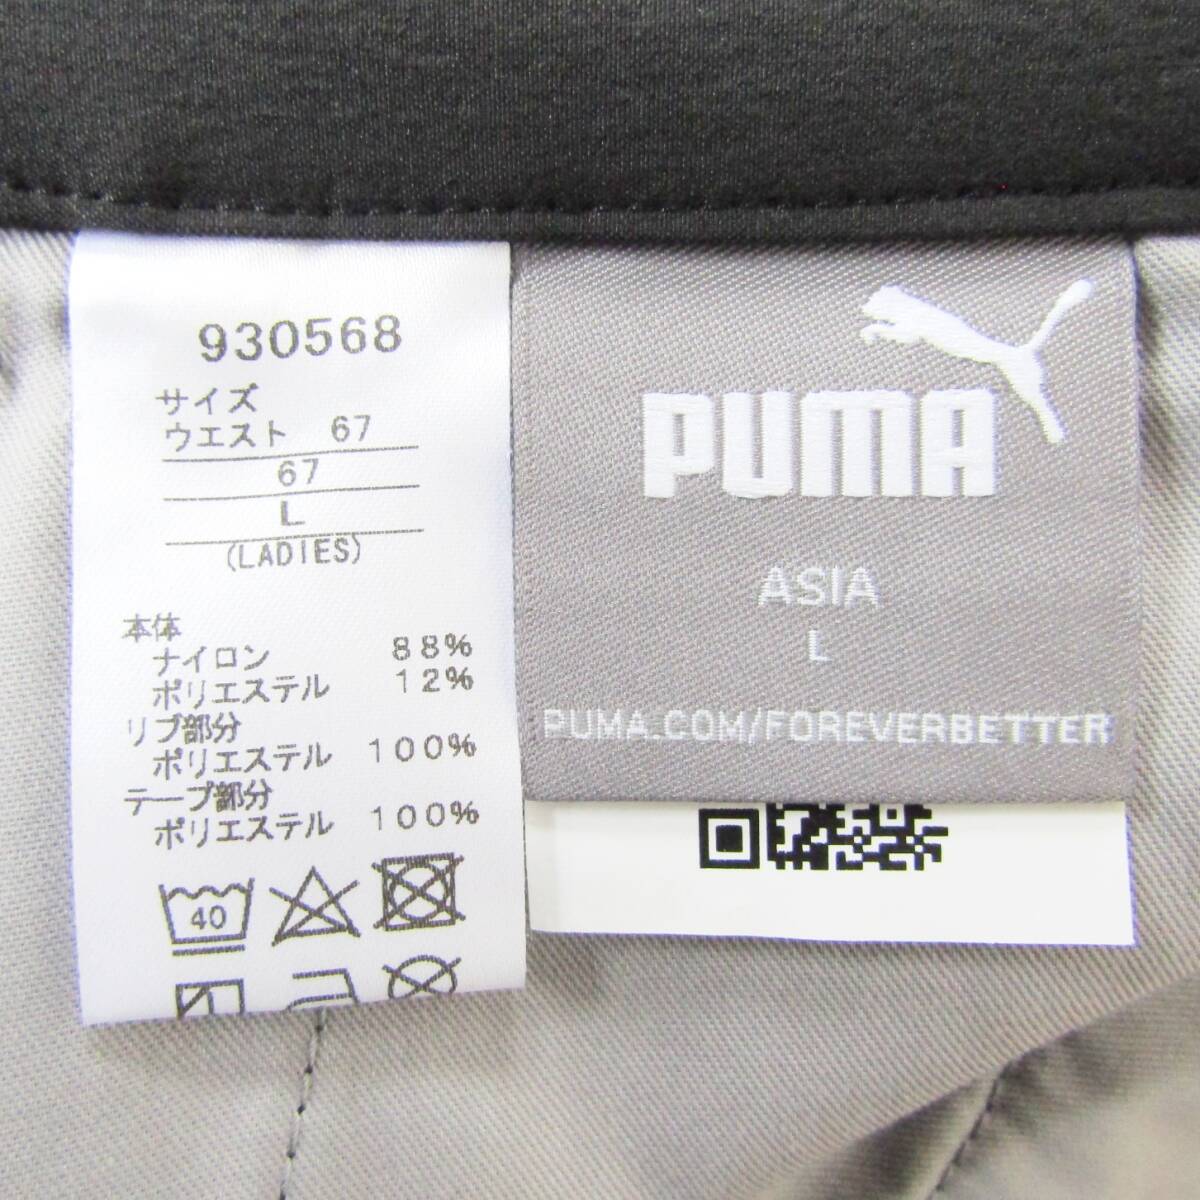 930568
サイズ
ウエスト 67
67
L
(LADIES)
本体
ナイロン 88%
ポリエステル 12%
リブ部分
ポリエステル 100%
テープ部分
ポリエステル 100%
40
PUMA
ASIA
L
PUMA.COM/FOREVERBETTER